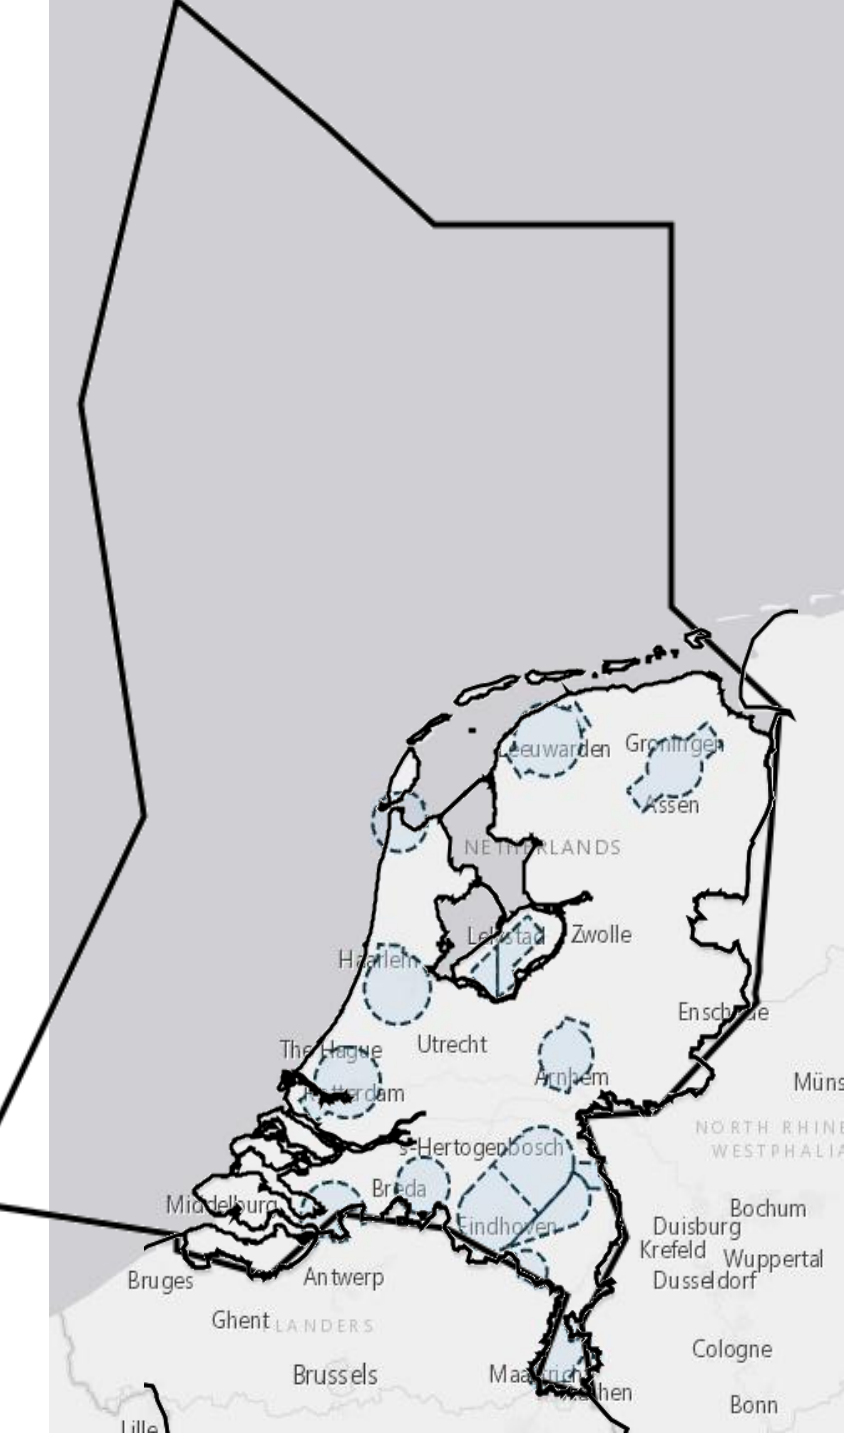 Leeuwarden
Groningen
Assen
NETHERLANDS
Lelystad
Zwolle
Haarlem
Enschede
Utrecht
The Hague
Arnhem
Rotterdam
Müns
NORTH RHINE
WESTPHALIA
's-Hertogenbosch
Breda
Middelburg
Bochum
Eindhoven
Duisburg
Krefeld
Wuppertal
Bruges
Antwerp
Dusseldorf
Ghent
FLANDERS
Cologne
Brussels
Maastricht
Aachen
Bonn
Lille